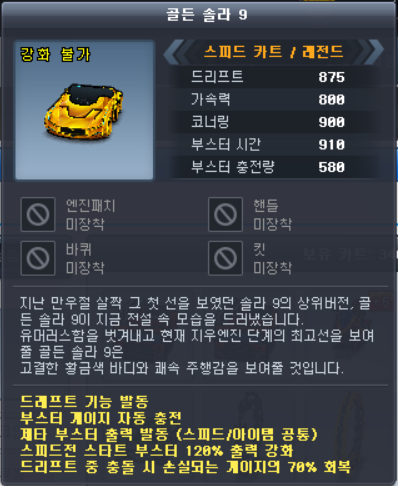 골든 솔라 9
강화 불가
스피드 카트 / 레전드
드리프트 875
가속력 800
코너링 900
부스터 시간 910
부스터 충전량 580
엔진패치
미장착
핸들
미장착
바퀴
미장착
킷
미장착
지난 만우절 살짝 그 첫 선을 보였던 솔라 9의 상위버전, 골
든 솔라 9이 지금 전설 속 모습을 드러냈습니다.
유머러스함을 벗겨내고 현재 지우엔진 단계의 최고선을 보여
줄 골든 솔라 9은
고결한 황금색 바디와 쾌속 주행감을 보여줄 것입니다.
드래프트 기능 발동
부스터 게이지 자동 충전
제타 부스터 출력 발동 (스피드/아이템 공통)
스피드전 스타트 부스터 120% 출력 강화
드리프트 중 충돌 시 손실되는 게이지의 70% 회복